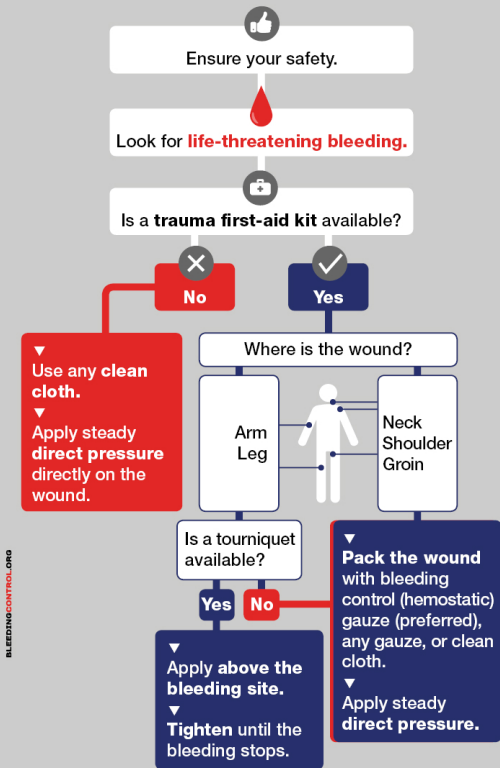 Ensure your safety.
Look for life-threatening bleeding.
Is a trauma first-aid kit available?
No
Yes
Use any clean
cloth.
Apply steady
direct pressure
directly on the
wound.
Where is the wound?
Arm
Leg
Neck
Shoulder
Groin
Is a tourniquet
available?
Yes
No
Apply above the
bleeding site.
Tighten until the
bleeding stops.
Pack the wound
with bleeding
control (hemostatic)
gauze (preferred),
any gauze, or clean
cloth.
Apply steady
direct pressure.
BLEEDINGCONTROL.ORG